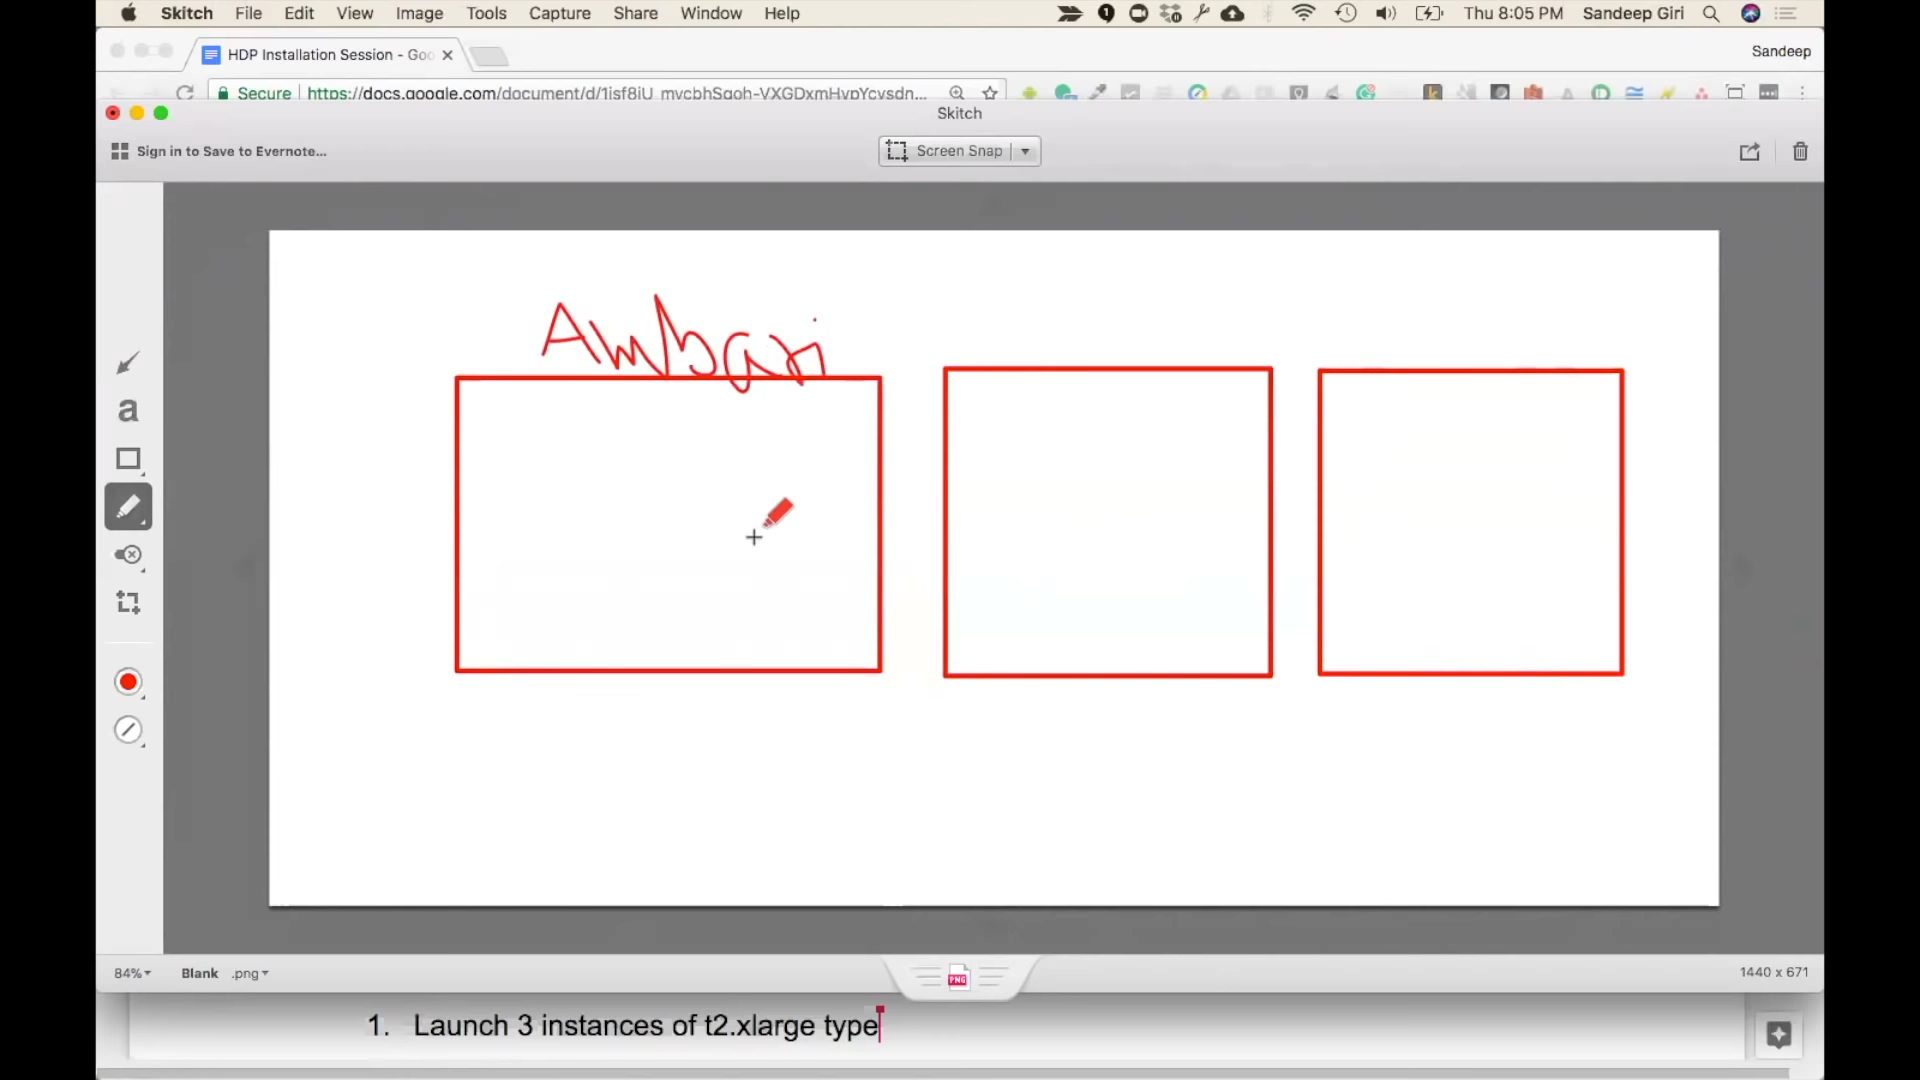 Skitch File Edit View Image Tools Capture Share Window Help Thu 8:05 PM Sandeep Giri
HDP Installation Session - Goo
Sandeep
Secure
Skitch
Sign in to Save to Evernote...
Screen Snap
a
Ambari
PNG
84% Blank .png 1440 x 671
1. Launch 3 instances of t2.xlarge type